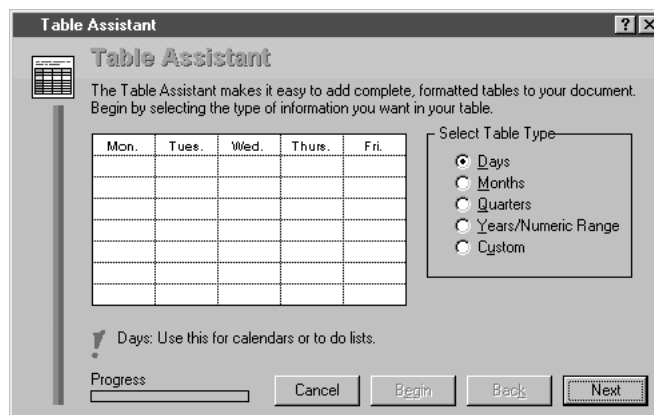 Table Assistant
Table Assistant
The Table Assistant makes it easy to add complete, formatted tables to your document.
Begin by selecting the type of information you want in your table.
Mon. Tues. Wed. Thurs. Fri.
Select Table Type
Days
Months
Quarters
Years/Numeric Range
Custom
Days: Use this for calendars or to do lists.
Progress
Cancel Begin Back Next